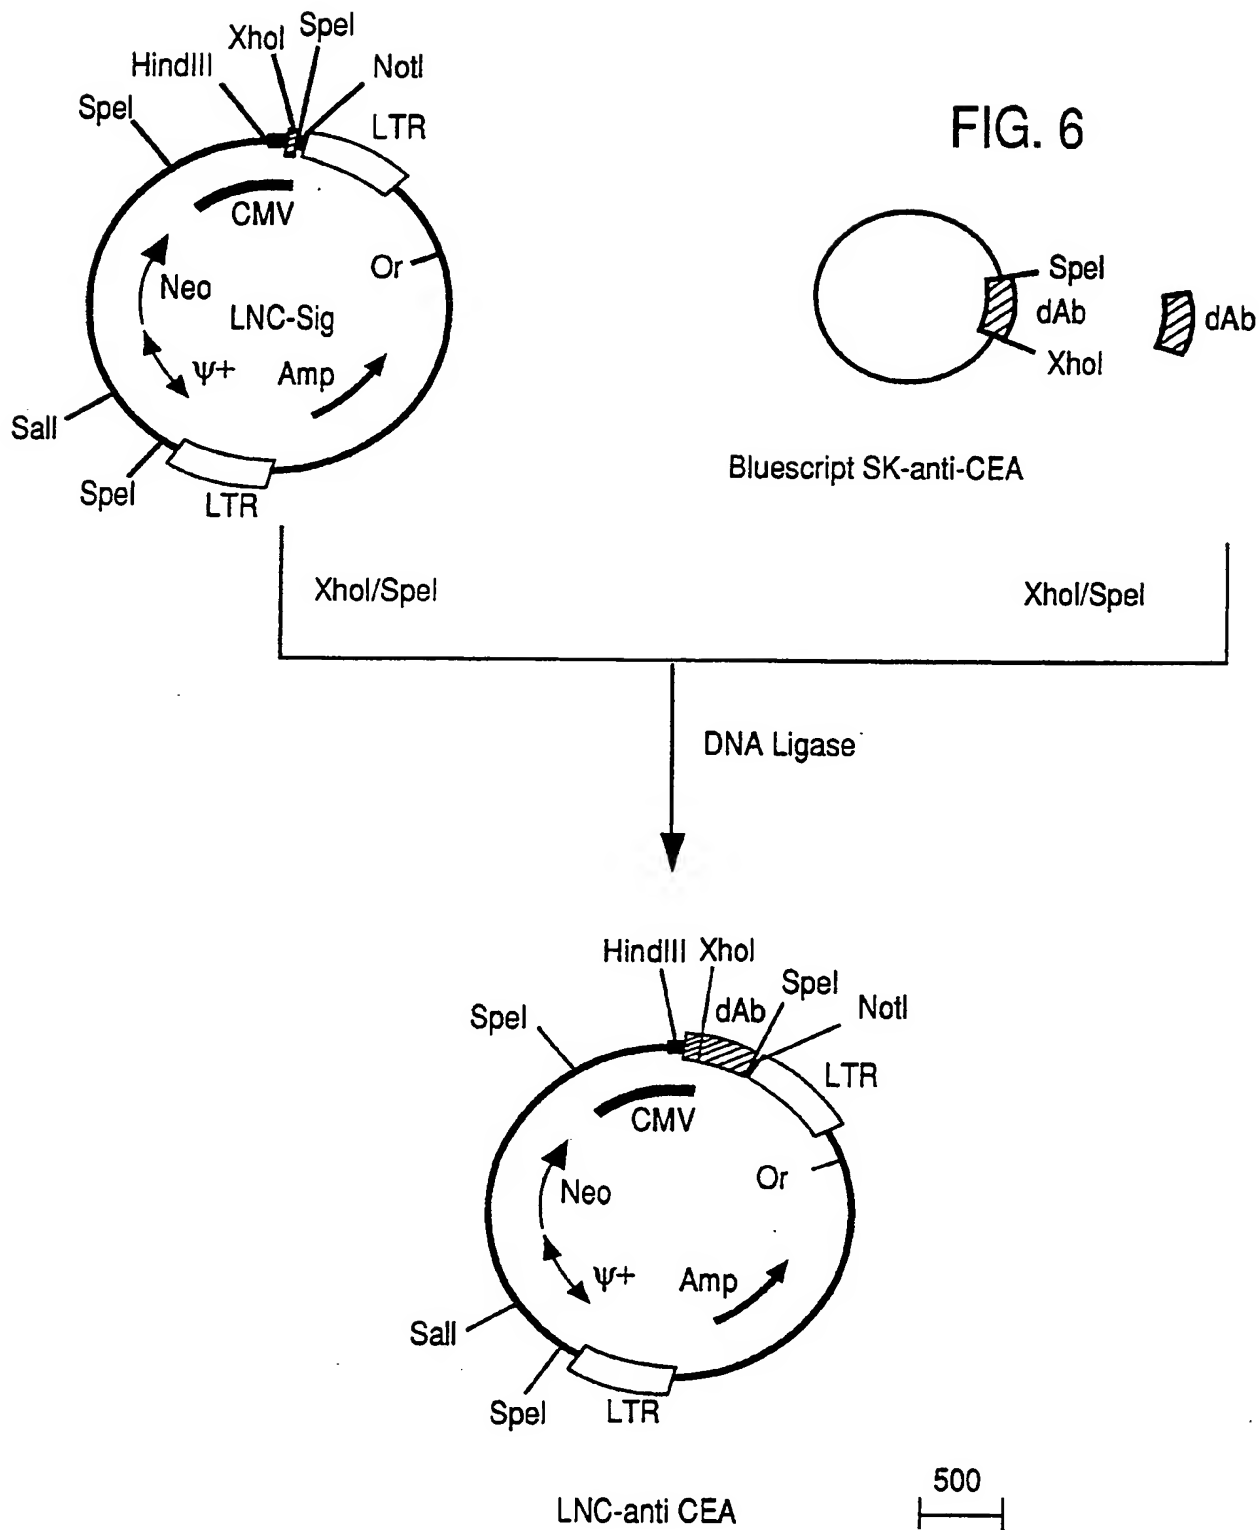 FIG. 6
SpeI
HindIII
XhoI
SpeI
NotI
LTR
CMV
Or
Neo
LNC-Sig
ψ+
Amp
SalI
SpeI
LTR
SpeI
dAb
XhoI
dAb
Bluescript SK-anti-CEA
XhoI/SpeI
XhoI/SpeI
DNA Ligase
HindIII
XhoI
SpeI
dAb
SpeI
NotI
LTR
CMV
Or
Neo
ψ+
Amp
SalI
SpeI
LTR
LNC-anti CEA
500